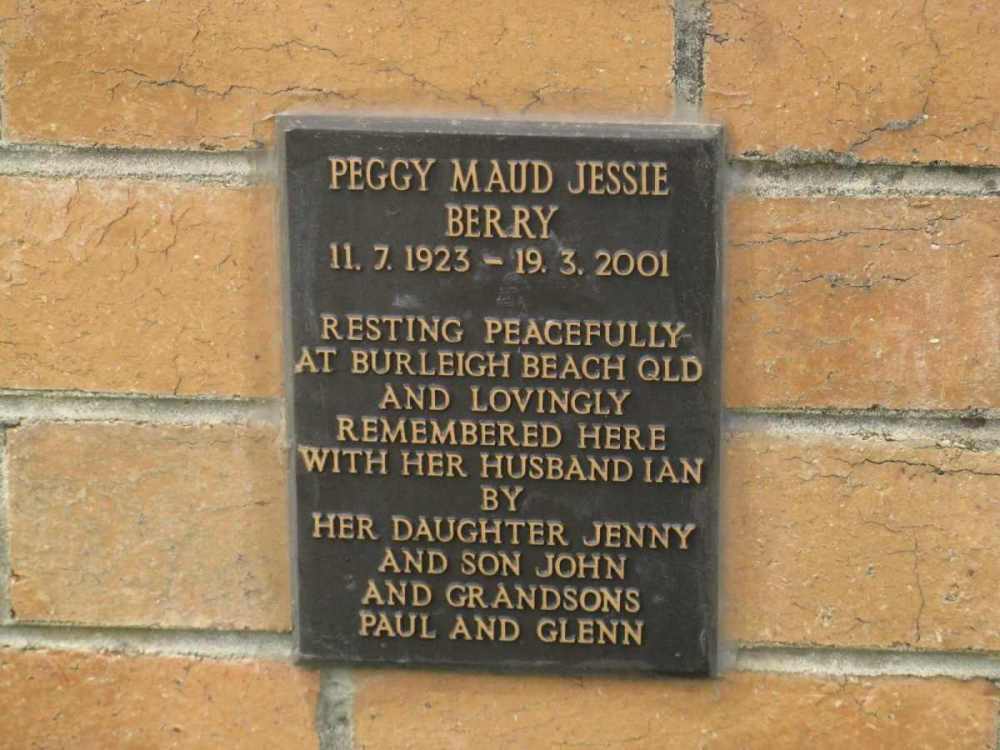 PEGGY MAUD JESSIE
BERRY
11. 7. 1923 - 19. 3. 2001
RESTING PEACEFULLY
AT BURLEIGH BEACH QLD
AND LOVINGLY
REMEMBERED HERE
WITH HER HUSBAND IAN
BY
HER DAUGHTER JENNY
AND SON JOHN
AND GRANDSONS
PAUL AND GLENN